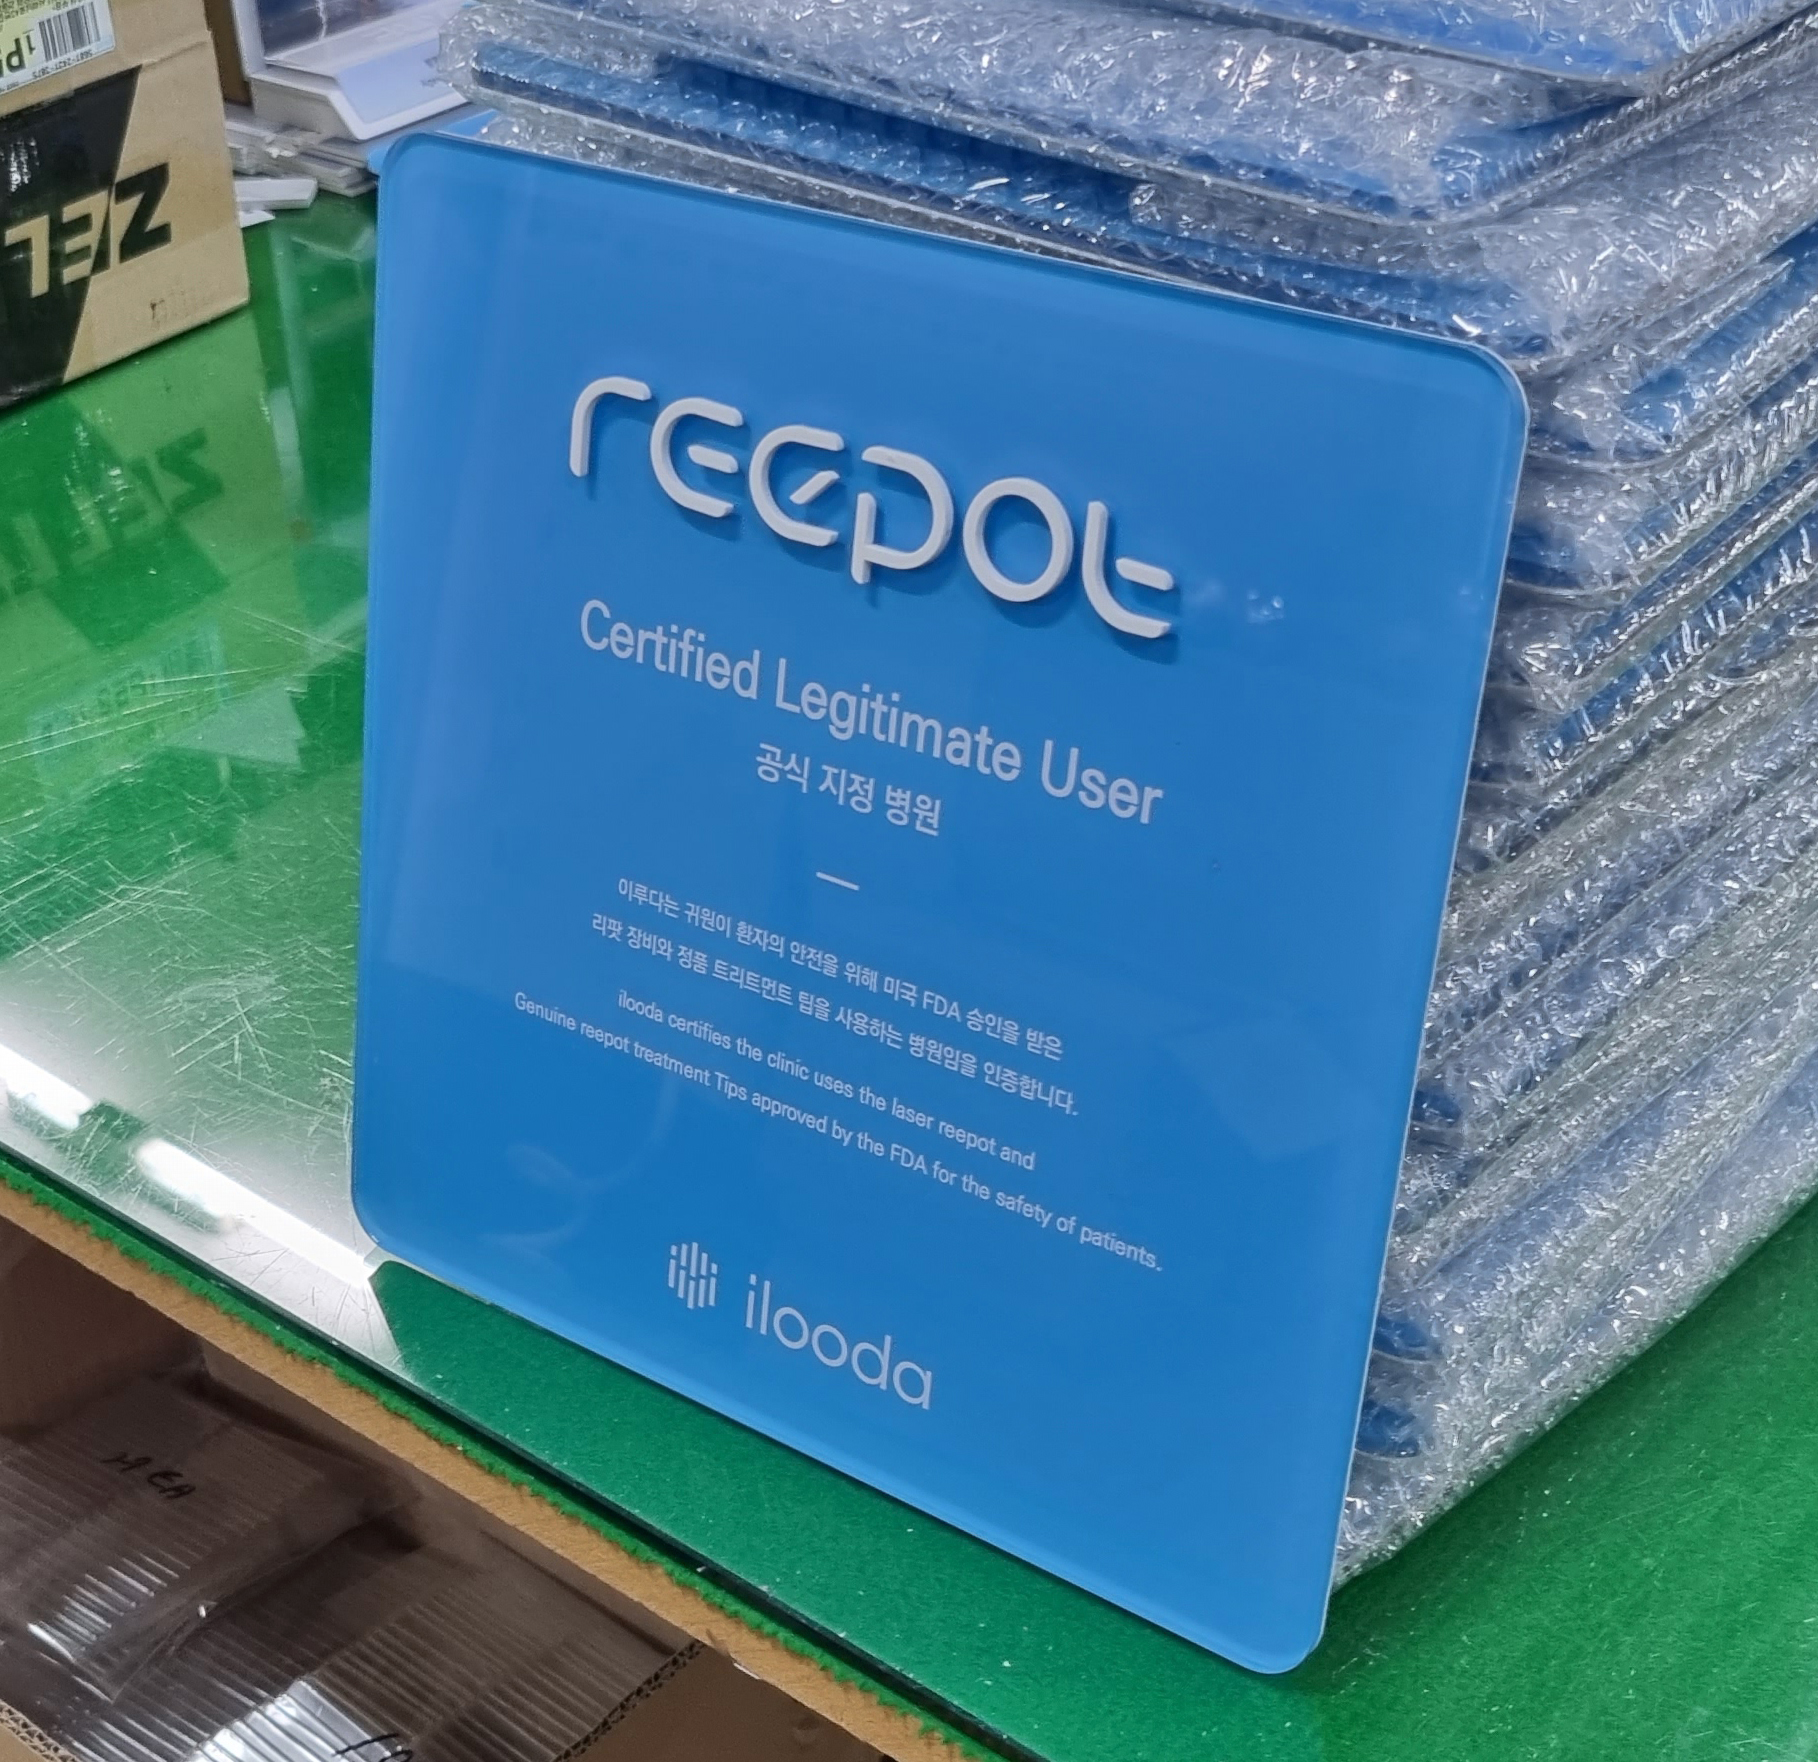 reepot
Certified Legitimate User
공식 지정 병원
이루다는 귀원이 환자의 안전을 위해 미국 FDA 승인을 받은
리팟 장비와 정품 트리트먼트 팁을 사용하는 병원임을 인증합니다.
ilooda certifies the clinic uses the laser reepot and
Genuine reepot treatment Tips approved by the FDA for the safety of patients.
ilooda